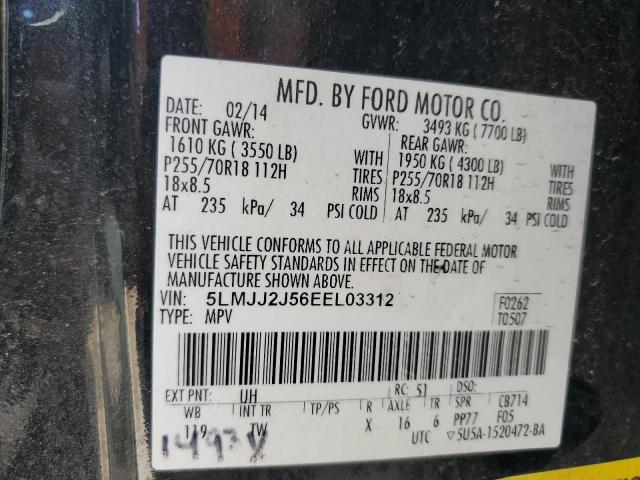 MFD. BY FORD MOTOR CO.
DATE: 02/14 GVWR: 3493 KG ( 7700 LB)
FRONT GAWR: REAR GAWR:
1610 KG ( 3550 LB) WITH 1950 KG ( 4300 LB) WITH
P255/70R18 112H TIRES P255/70R18 112H TIRES
18x8.5 RIMS 18x8.5 RIMS
AT 235 kPa/ 34 PSI COLD AT 235 kPa/ 34 PSI COLD
THIS VEHICLE CONFORMS TO ALL APPLICABLE FEDERAL MOTOR
VEHICLE SAFETY STANDARDS IN EFFECT ON THE DATE OF
MANUFACTURE SHOWN ABOVE.
VIN: 5LMJJ2J56EEL03312 F0262
TYPE: MPV T0507
EXT PNT: UH RC: 51 DSO:
WB INT TR TP/PS R AXLE TR SPR CB714
119 TW X 16 6 PP77 F05
UTC ▽5U5A-1520472-BA